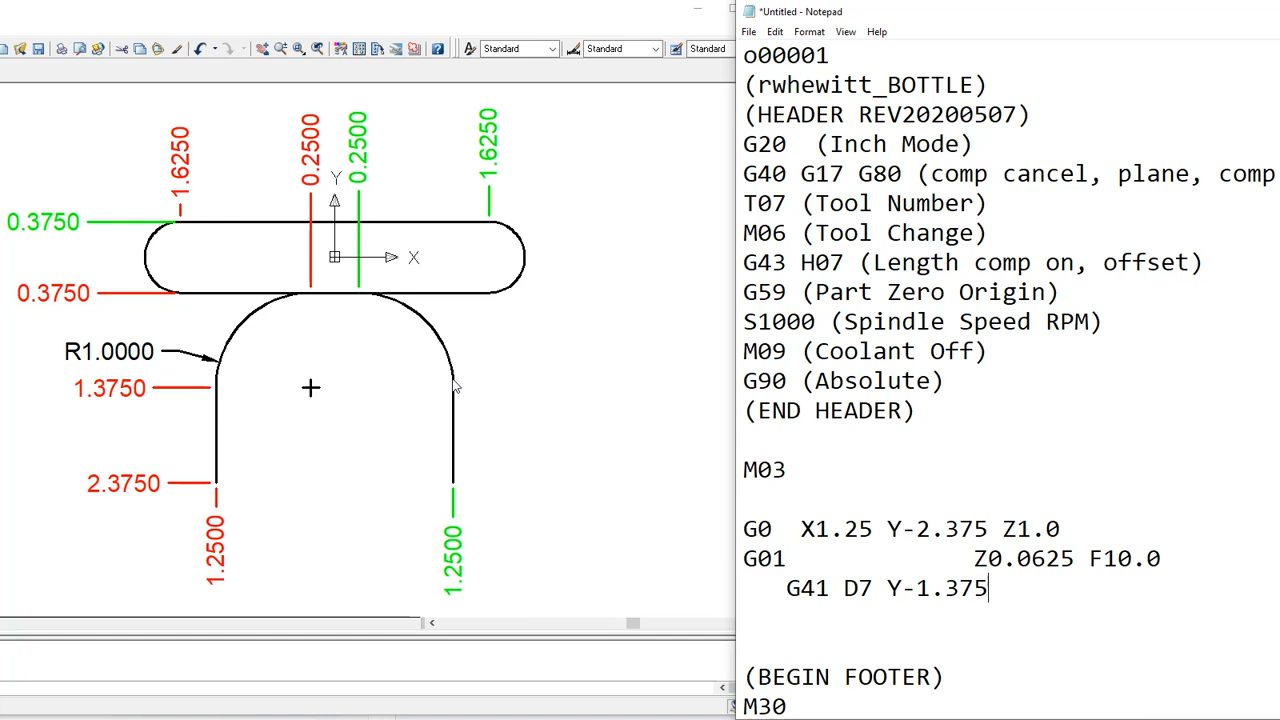 *Untitled - Notepad
File Edit Format View Help
Standard
Standard
Standard
1.6250
0.2500
0.2500
1.6250
Y
0.3750
X
0.3750
R1.0000
1.3750
2.3750
1.2500
1.2500
o00001
(rwhewitt_BOTTLE)
(HEADER REV20200507)
G20 (Inch Mode)
G40 G17 G80 (comp cancel, plane, comp
T07 (Tool Number)
M06 (Tool Change)
G43 H07 (Length comp on, offset)
G59 (Part Zero Origin)
S1000 (Spindle Speed RPM)
M09 (Coolant Off)
G90 (Absolute)
(END HEADER)
M03
G0 X1.25 Y-2.375 Z1.0
G01 Z0.0625 F10.0
G41 D7 Y-1.375
(BEGIN FOOTER)
M30